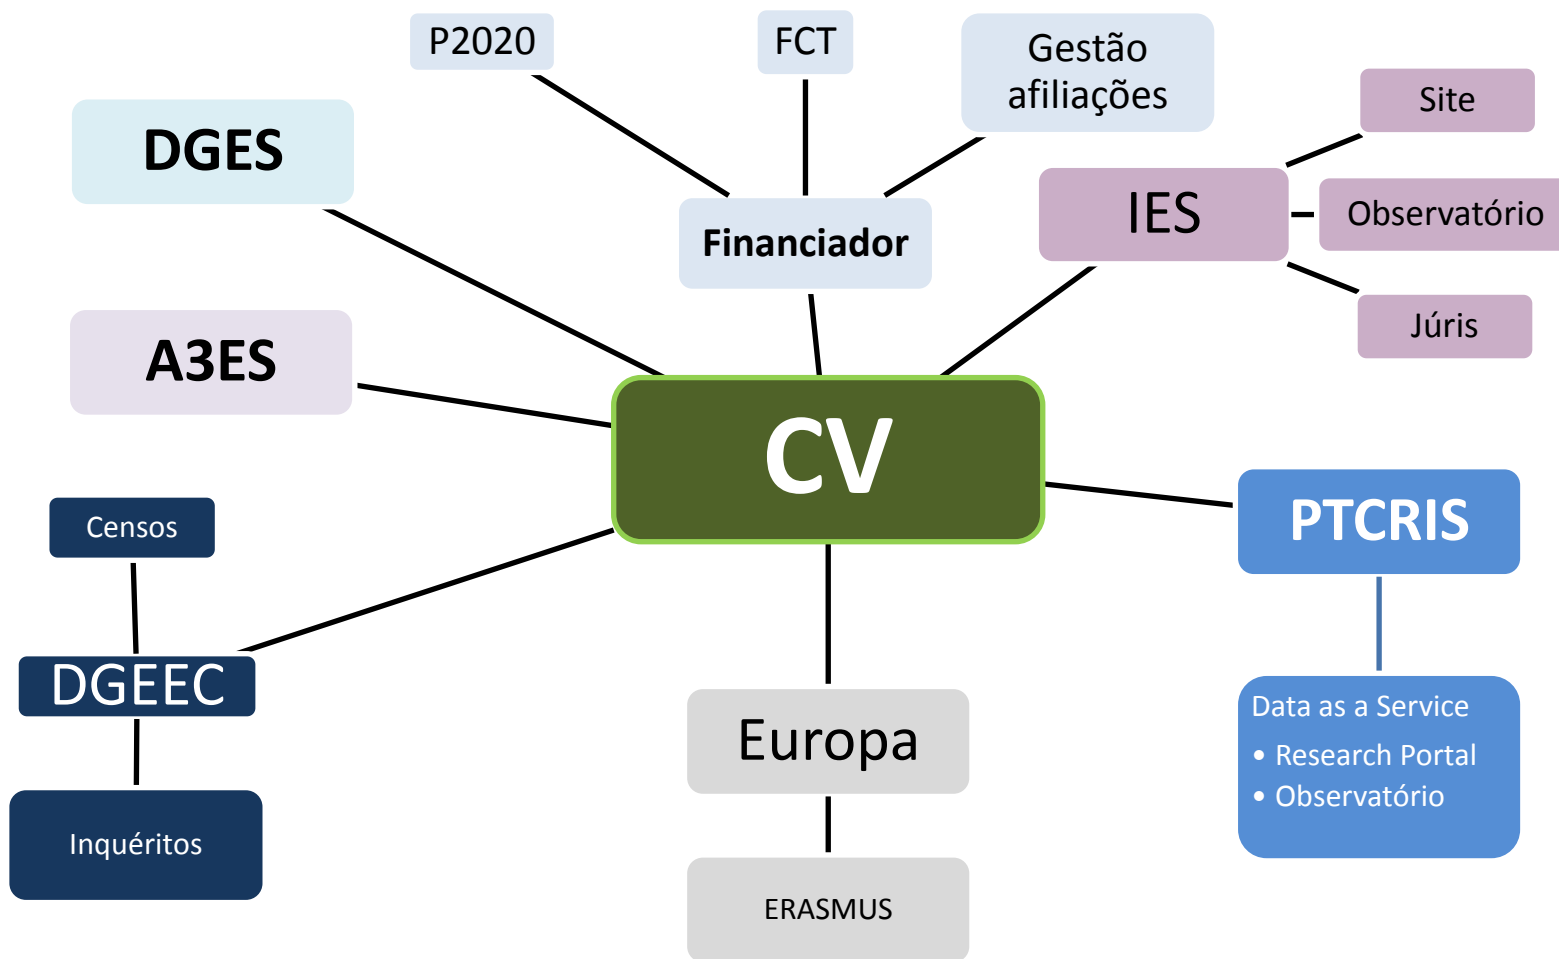 P2020
FCT
Gestão
afiliações
Site
DGES
IES
Observatório
Financiador
Júris
A3ES
CV
PTCRIS
Censos
DGEEC
Europa
Data as a Service
• Research Portal
• Observatório
Inquéritos
ERASMUS